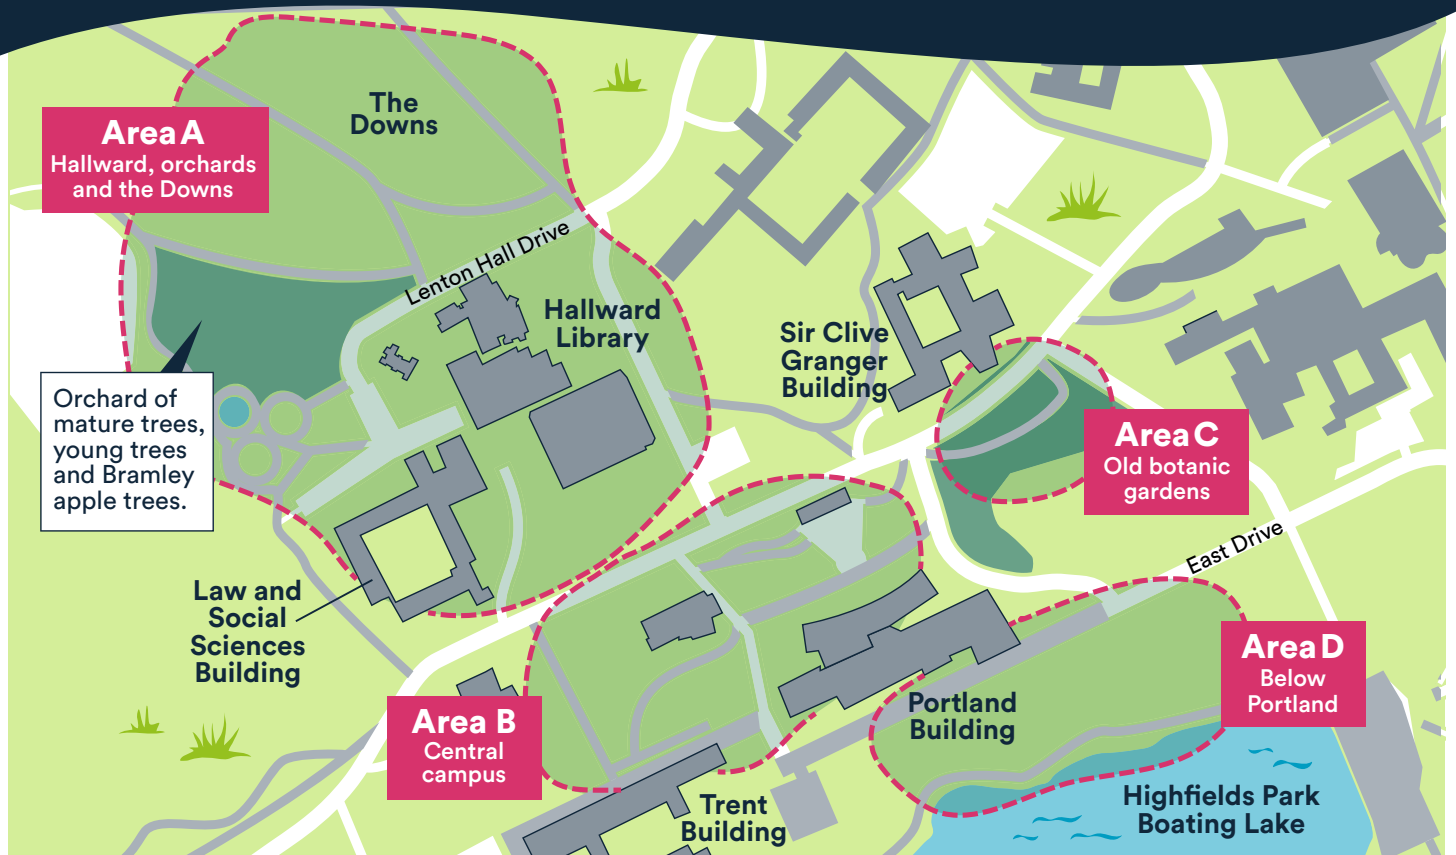 The
Downs
Area A
Hallward, orchards
and the Downs
Lenton Hall Drive
Hallward
Library
Sir Clive
Granger
Building
Orchard of
mature trees,
young trees
and Bramley
apple trees.
Area C
Old botanic
gardens
East Drive
Law and
Social
Sciences
Building
Area D
Below
Portland
Area B
Central
campus
Portland
Building
Trent
Building
Highfields Park
Boating Lake